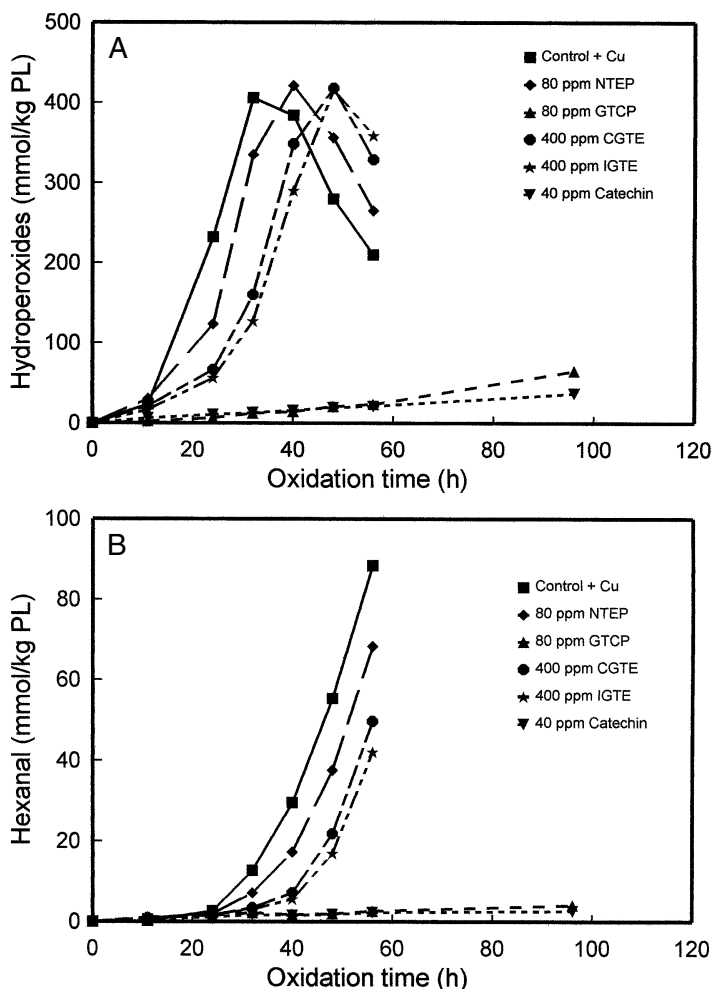 A
Hydroperoxides (mmol/kg PL)
500
400
300
200
100
0
Control + Cu
80 ppm NTEP
80 ppm GTCP
400 ppm CGTE
400 ppm IGTE
40 ppm Catechin
0 20 40 60 80 100 120
Oxidation time (h)
B
Hexanal (mmol/kg PL)
100
80
60
40
20
0
Control + Cu
80 ppm NTEP
80 ppm GTCP
400 ppm CGTE
400 ppm IGTE
40 ppm Catechin
0 20 40 60 80 100 120
Oxidation time (h)